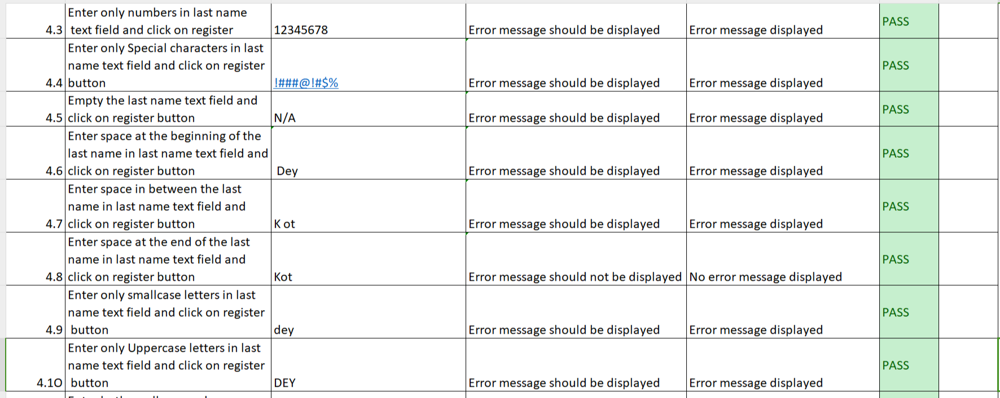 Enter only numbers in last name
4.3 text field and click on register 12345678 Error message should be displayed Error message displayed PASS
Enter only Special characters in last
name text field and click on register PASS
4.4 button !###@!#$% Error message should be displayed Error message displayed
Empty the last name text field and PASS
4.5 click on register button N/A Error message should be displayed Error message displayed
Enter space at the beginning of the
last name in last name text field and PASS
4.6 click on register button Dey Error message should be displayed Error message displayed
Enter space in between the last
name in last name text field and PASS
4.7 click on register button K ot Error message should be displayed Error message displayed
Enter space at the end of the last
name in last name text field and PASS
4.8 click on register button Kot Error message should not be displayed No error message displayed
Enter only smallcase letters in last
name text field and click on register PASS
4.9 button dey Error message should be displayed Error message displayed
Enter only Uppercase letters in last
name text field and click on register PASS
4.1O button DEY Error message should be displayed Error message displayed